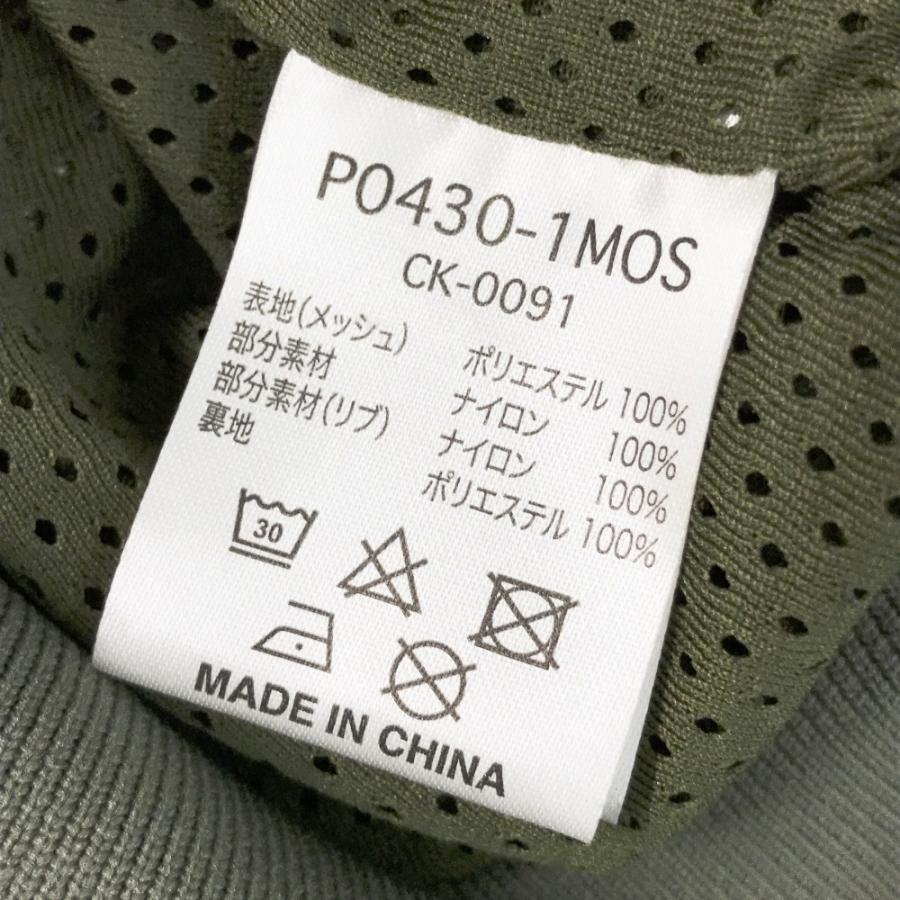 P0430-1MOS
CK-0091
表地(メッシュ) ポリエステル 100%
部分素材 ナイロン 100%
部分素材(リブ) ナイロン 100%
裏地 ポリエステル 100%
30
MADE IN CHINA